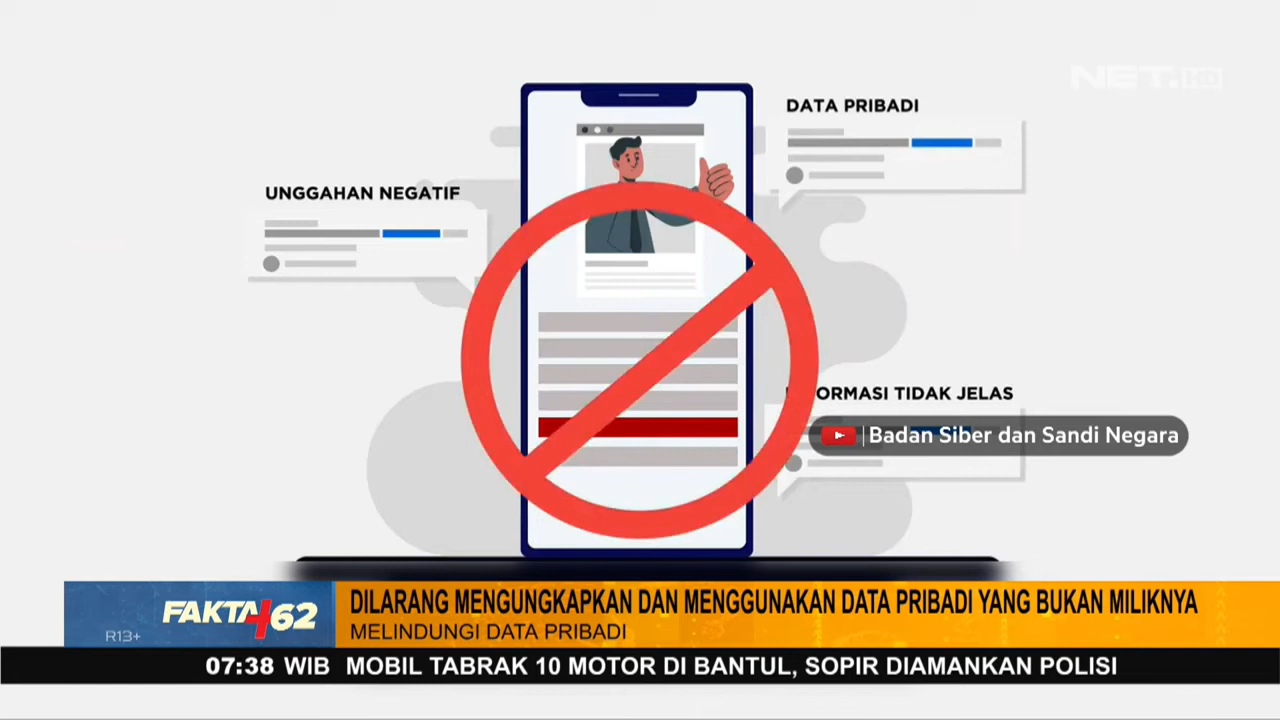 NET. HD
DATA PRIBADI
UNGGAHAN NEGATIF
ORMASI TIDAK JELAS
Badan Siber dan Sandi Negara
FAKTA +62
R13+
DILARANG MENGUNGKAPKAN DAN MENGGUNAKAN DATA PRIBADI YANG BUKAN MILIKNYA
MELINDUNGI DATA PRIBADI
07:38 WIB MOBIL TABRAK 10 MOTOR DI BANTUL, SOPIR DIAMANKAN POLISI